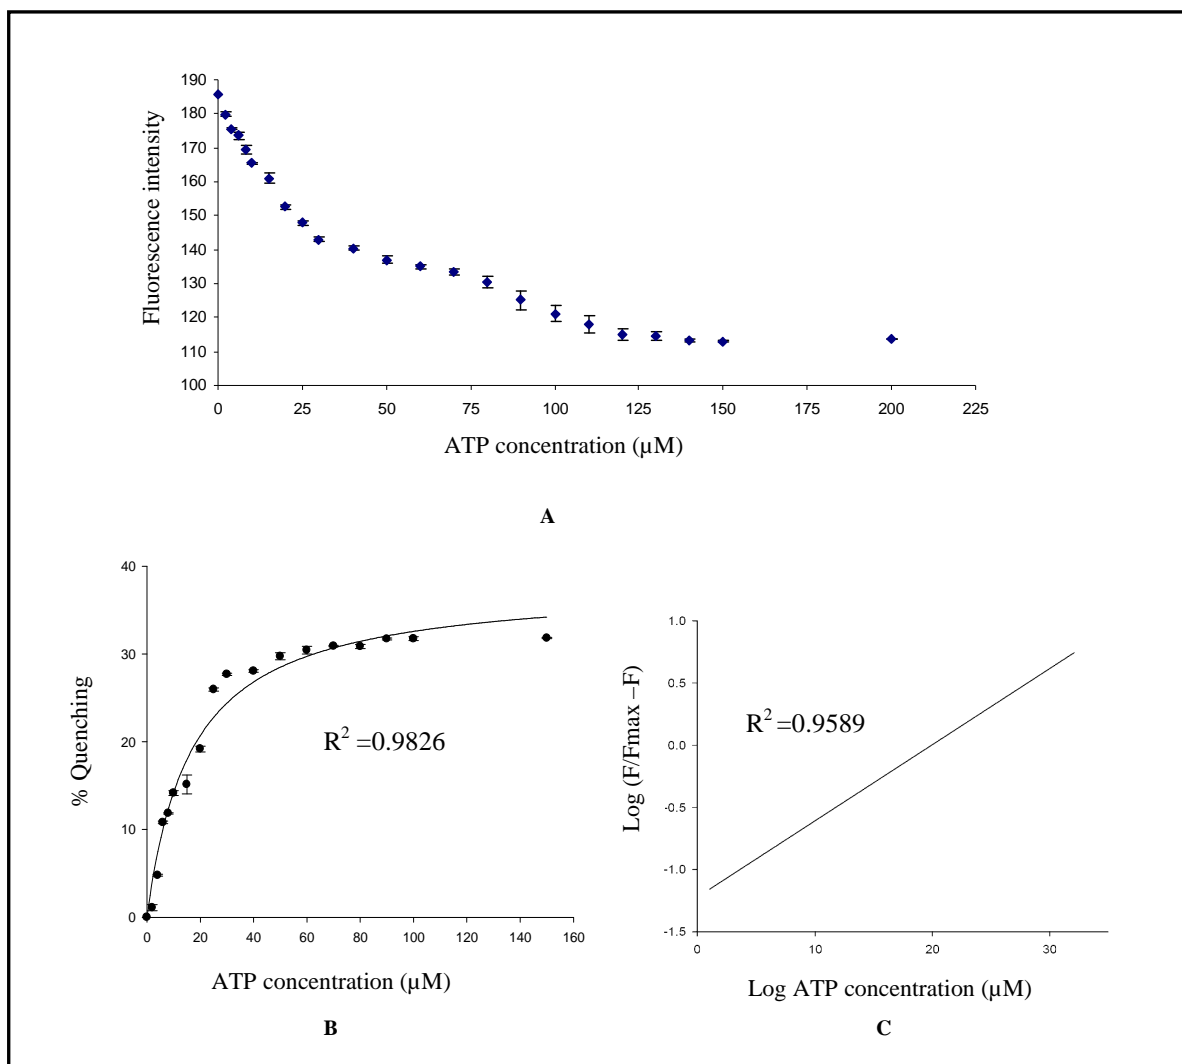 190
180
170
160
150
140
130
120
110
100
Fluorescence intensity
0 25 50 75 100 125 150 175 200 225
ATP concentration (µM)
A
40
30
20
10
0
% Quenching
R² =0.9826
0 20 40 60 80 100 120 140 160
ATP concentration (µM)
B
1.0
0.5
0.0
-0.5
-1.0
-1.5
Log (F/Fmax –F)
R² =0.9589
0 10 20 30
Log ATP concentration (µM)
C